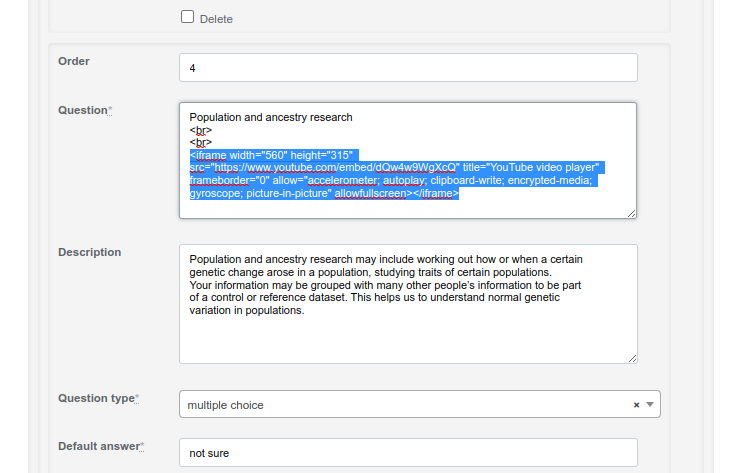 Delete
Order
4
Question*
Population and ancestry research
<br>
<br>
<iframe width="560" height="315"
src="https://www.youtube.com/embed/dQw4w9WgXcQ" title="YouTube video player"
frameborder="0" allow="accelerometer; autoplay; clipboard-write; encrypted-media;
gyroscope; picture-in-picture" allowfullscreen></iframe>
Description
Population and ancestry research may include working out how or when a certain
genetic change arose in a population, studying traits of certain populations.
Your information may be grouped with many other people's information to be part
of a control or reference dataset. This helps us to understand normal genetic
variation in populations.
Question type*
multiple choice
Default answer*
not sure